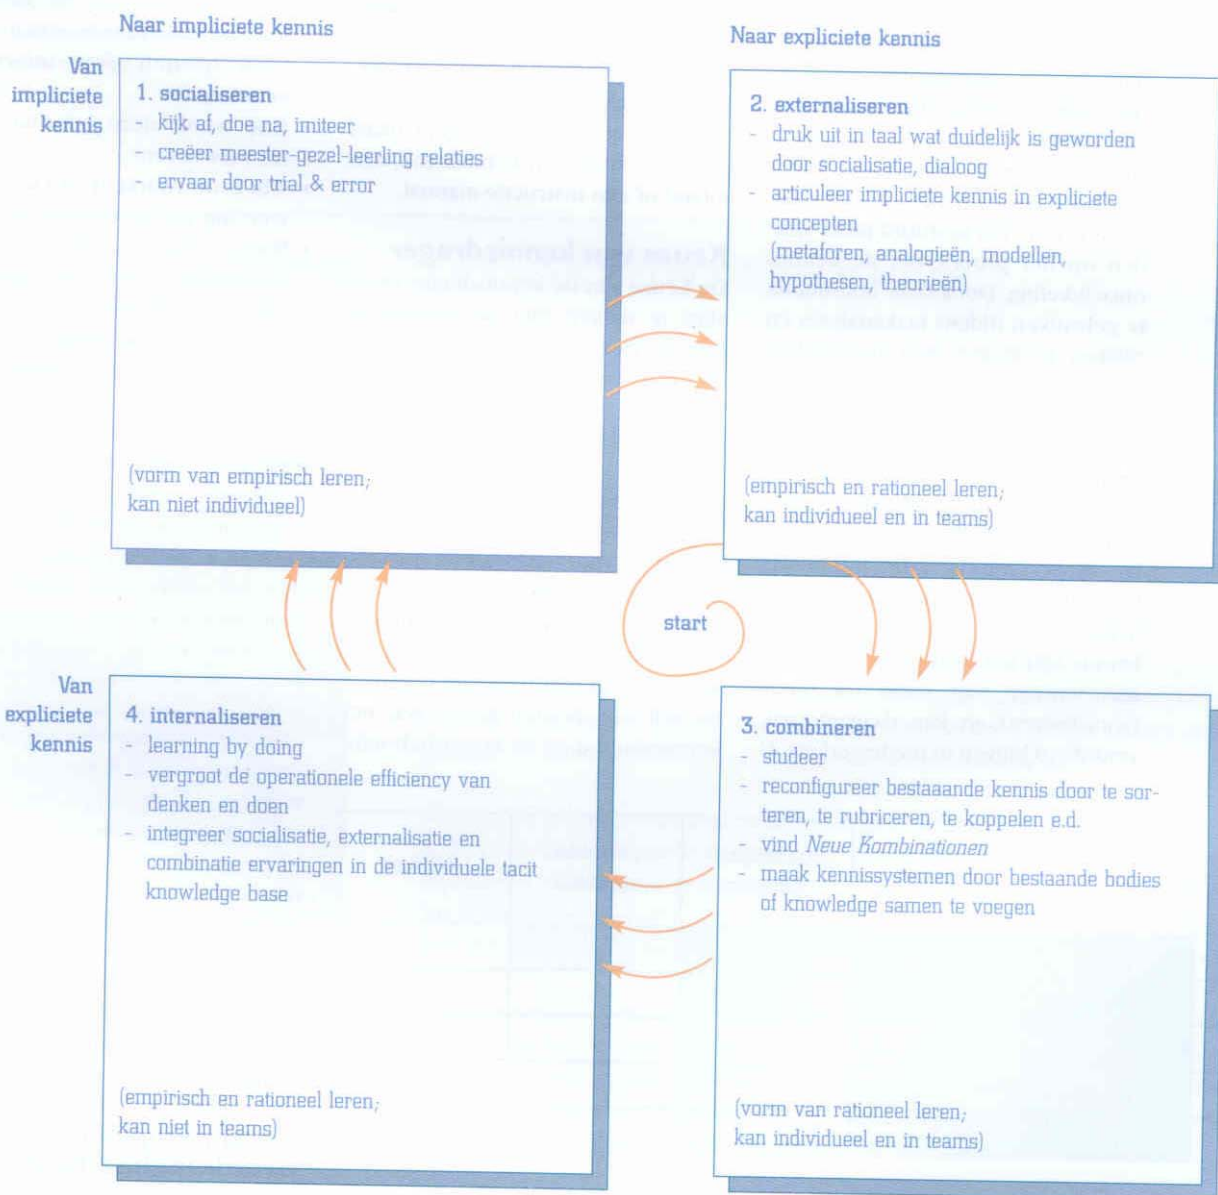 Naar impliciete kennis
Naar expliciete kennis
Van
impliciete
kennis
1. socialiseren
- kijk af, doe na, imiteer
- creëer meester-gezel-leerling relaties
- ervaar door trial & error
(vorm van empirisch leren;
kan niet individueel)
2. externaliseren
- druk uit in taal wat duidelijk is geworden
door socialisatie, dialoog
- articuleer impliciete kennis in expliciete
concepten
(metaforen, analogieën, modellen,
hypothesen, theorieën)
(empirisch en rationeel leren;
kan individueel en in teams)
start
Van
expliciete
kennis
4. internaliseren
- learning by doing
- vergroot de operationele efficiency van
denken en doen
- integreer socialisatie, externalisatie en
combinatie ervaringen in de individuele tacit
knowledge base
(empirisch en rationeel leren;
kan niet in teams)
3. combineren
- studeer
- reconfigureer bestaaande kennis door te sor-
teren, te rubriceren, te koppelen e.d.
- vind Neue Kombinationen
- maak kennissystemen door bestaande bodies
of knowledge samen te voegen
(vorm van rationeel leren;
kan individueel en in teams)